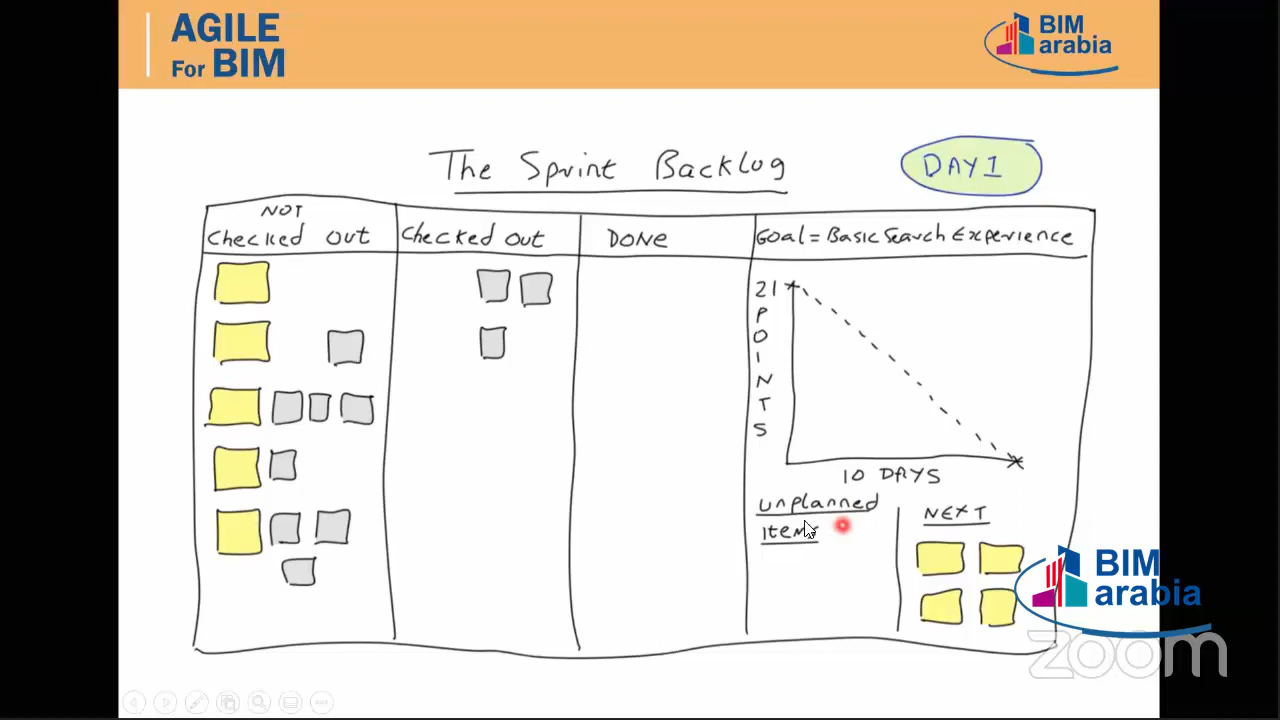 AGILE
For BIM
BIM
arabia
The Sprint Backlog
DAY 1
NOT
Checked Out
Checked Out
DONE
Goal = Basic Search Experience
21
P
O
I
N
T
S
10 DAYS
unplanned
Items
NEXT
BIM
arabia
zoom